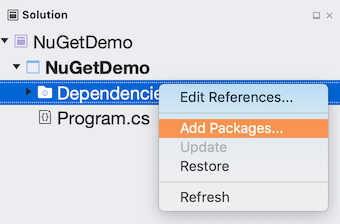 Solution
NuGetDemo
NuGetDemo
Dependencie
Edit References...
Add Packages...
Program.cs
Update
Restore
Refresh